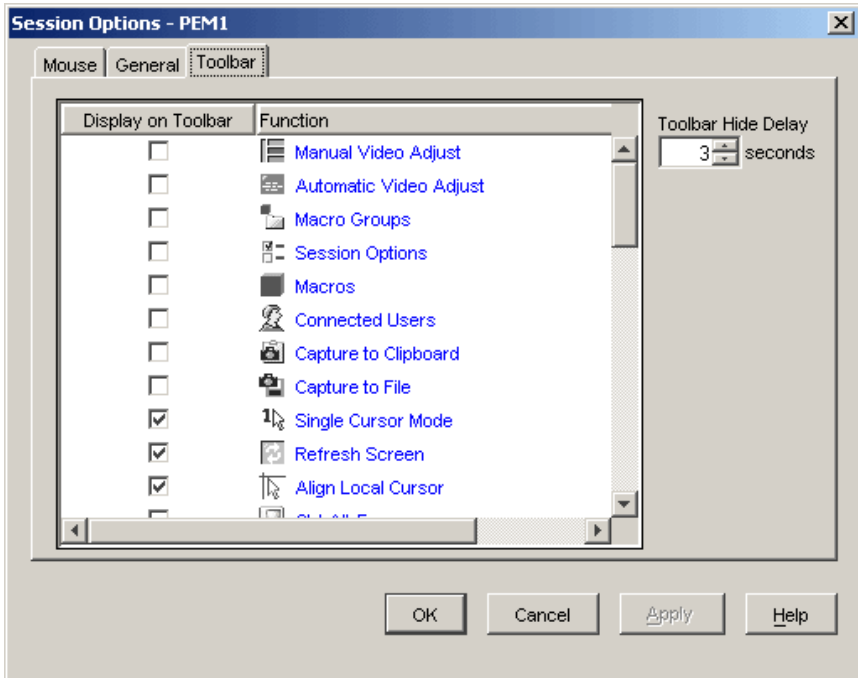 Session Options - PEM1
Mouse General Toolbar
Display on Toolbar Function
Manual Video Adjust
Automatic Video Adjust
Macro Groups
Session Options
Macros
Connected Users
Capture to Clipboard
Capture to File
1 Single Cursor Mode
Refresh Screen
Align Local Cursor
Toolbar Hide Delay
3 seconds
OK Cancel Apply Help